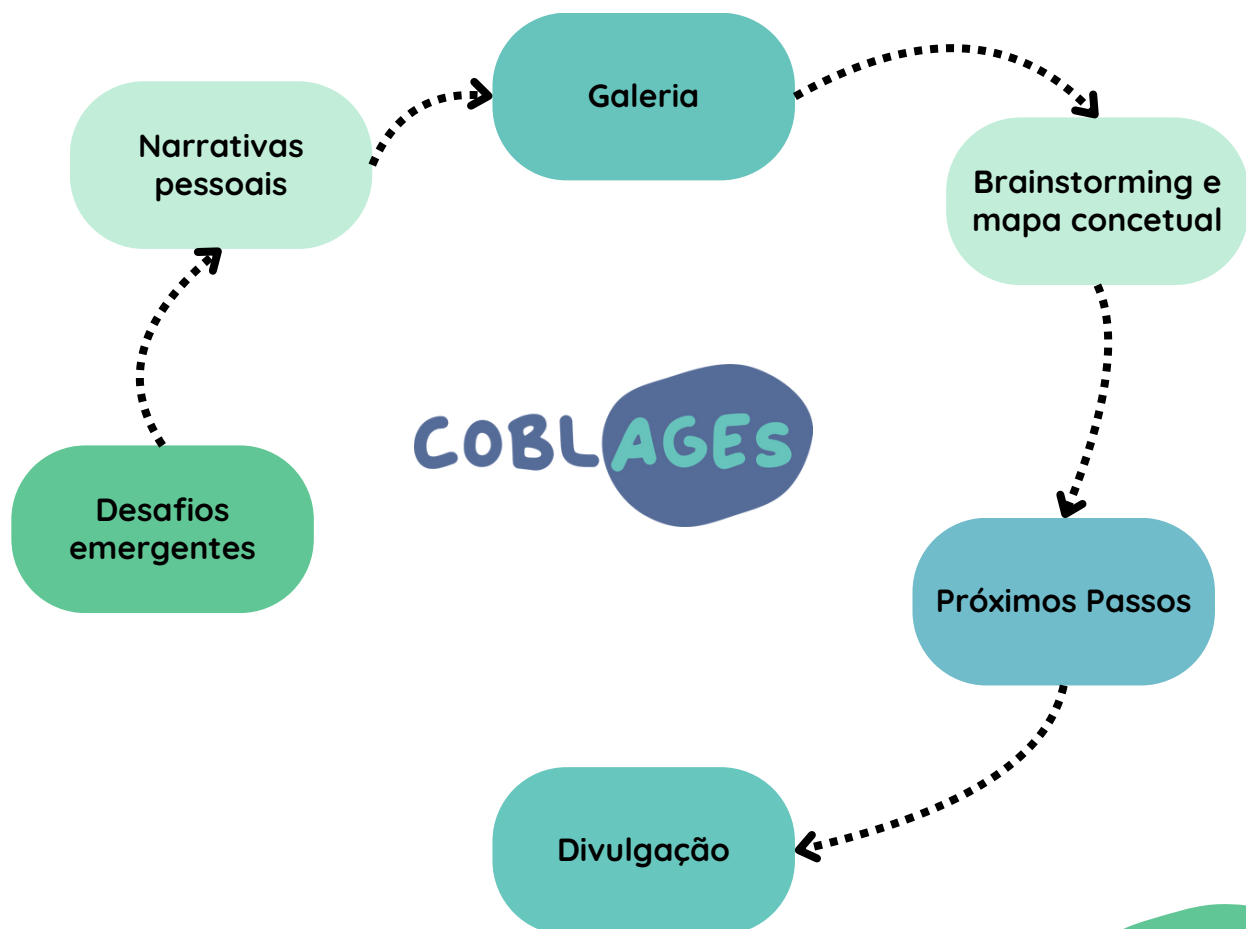 Galeria
Narrativas
pessoais
Brainstorming e
mapa concetual
COBLAGES
Desafios
emergentes
Próximos Passos
Divulgação